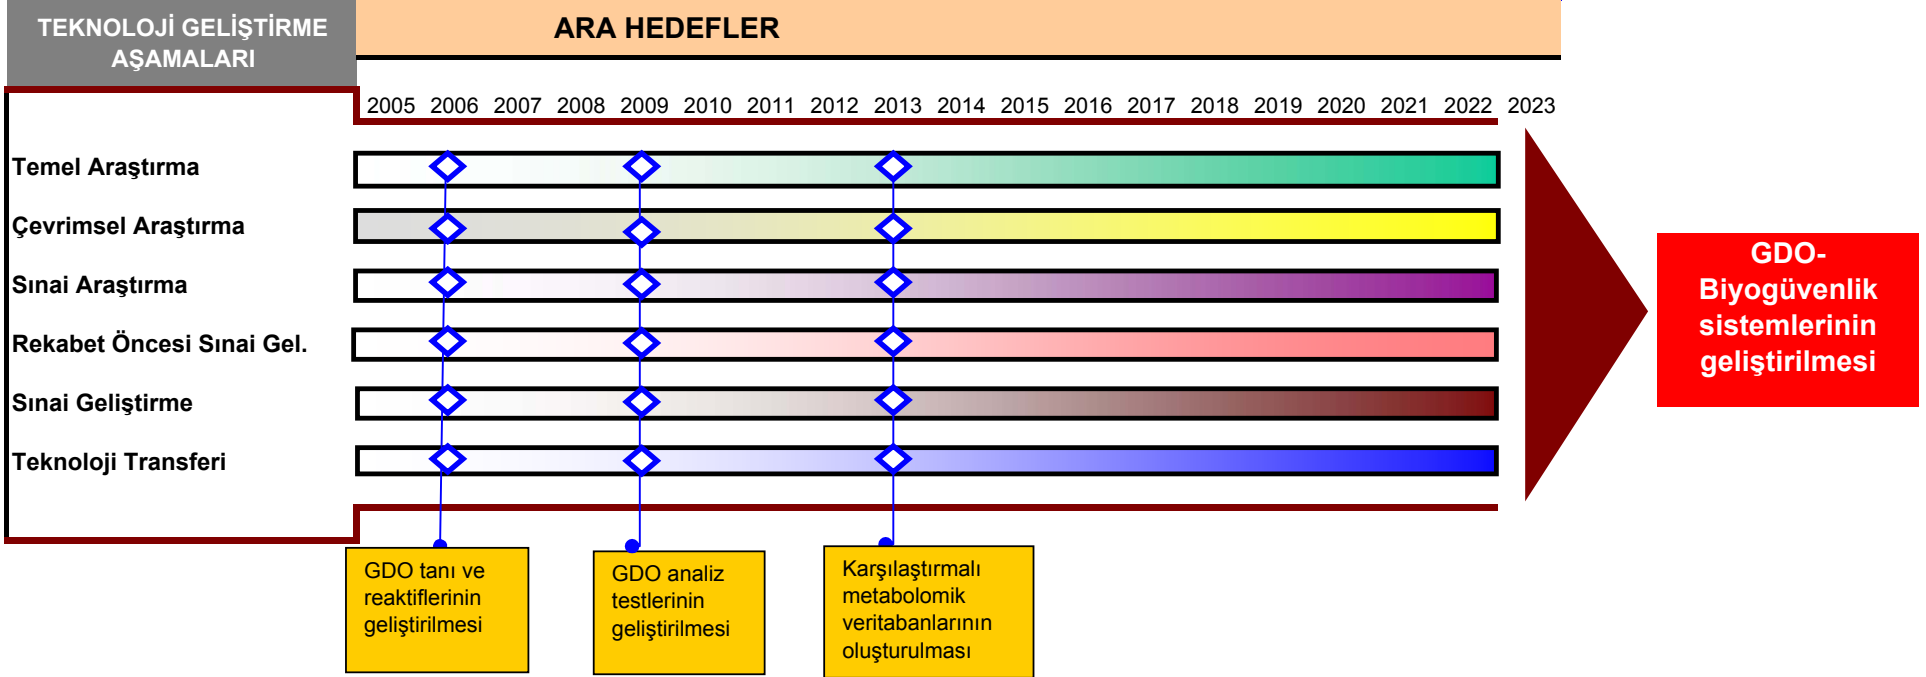 TEKNOLOJİ GELİŞTİRME
AŞAMALARI
ARA HEDEFLER
2005 2006 2007 2008 2009 2010 2011 2012 2013 2014 2015 2016 2017 2018 2019 2020 2021 2022 2023
Temel Araştırma
Çevrimsel Araştırma
Sınai Araştırma
Rekabet Öncesi Sınai Gel.
Sınai Geliştirme
Teknoloji Transferi
GDO-
Biyogüvenlik
sistemlerinin
geliştirilmesi
GDO tanı ve
reaktiflerinin
geliştirilmesi
GDO analiz
testlerinin
geliştirilmesi
Karşılaştırmalı
metabolomik
veritabanlarının
oluşturulması